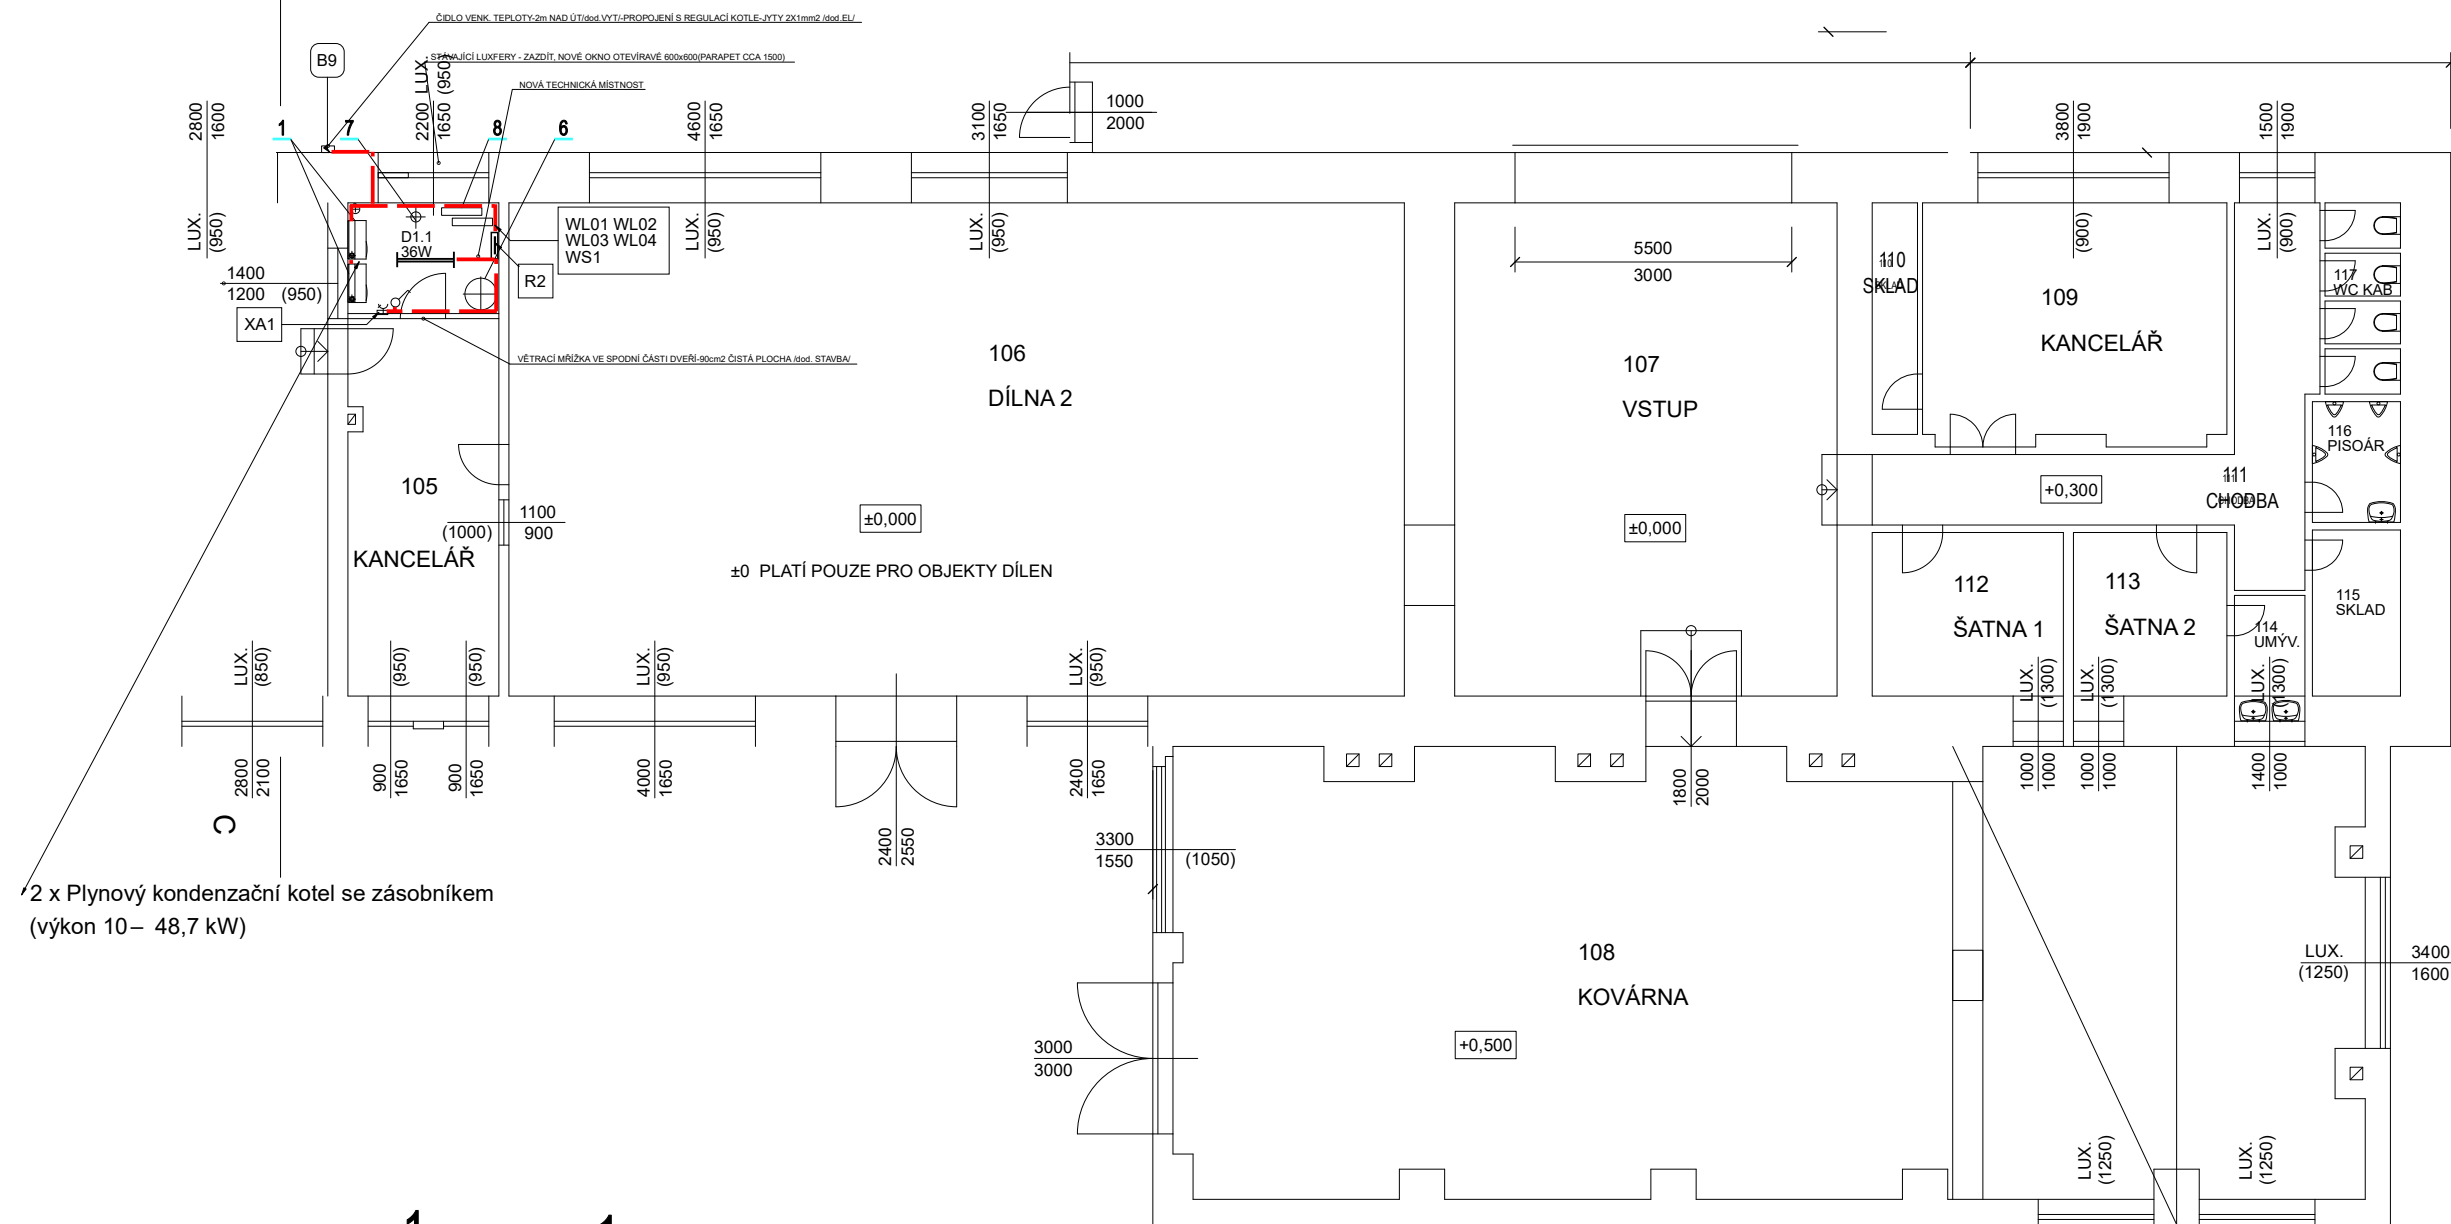 ČIDLO VENK. TEPLOTY-2m NAD ÚT/dod.VYT/-PROPOJENÍ S REGULACÍ KOTLE-JYTY 2X1mm2 /dod.EL/
STÁVAJÍCÍ LUXFERY - ZAZDÍT, NOVÉ OKNO OTEVÍRAVÉ 600x600(PARAPET CCA 1500)
NOVÁ TECHNICKÁ MÍSTNOST
B9
2800
1600
LUX.
(950)
1
7
2200
1650
LUX.
(950)
8
6
4600
1650
LUX.
(950)
3100
1650
LUX.
(950)
1000
2000
3800
1900
(900)
1500
1900
LUX.
(900)
D1.1
36W
WL01 WL02
WL03 WL04
WS1
R2
1400
1200 (950)
XA1
VĚTRACÍ MŘÍŽKA VE SPODNÍ ČÁSTI DVEŘÍ-90cm2 ČISTÁ PLOCHA /dod. STAVBA/
5500
3000
110
SKLAD
109
KANCELÁŘ
117
WC KAB
106
DÍLNA 2
107
VSTUP
116
PISOÁR
105
KANCELÁŘ
1100
900
(1000)
±0,000
±0,000
+0,300
111
CHODBA
±0 PLATÍ POUZE PRO OBJEKTY DÍLEN
112
ŠATNA 1
113
ŠATNA 2
114
UMÝV.
115
SKLAD
LUX.
(850)
2800
2100
(950)
900
1650
(950)
900
1650
LUX.
(950)
4000
1650
2400
2550
LUX.
(950)
2400
1650
1800
2000
LUX.
(1300)
1000
1000
LUX.
(1300)
1000
1000
LUX.
(1300)
1400
1000
C
2 x Plynový kondenzační kotel se zásobníkem
(výkon 10– 48,7 kW)
3300
1550
(1050)
108
KOVÁRNA
+0,500
3000
3000
LUX.
(1250)
3400
1600
LUX.
(1250)
LUX.
(1250)
1
1